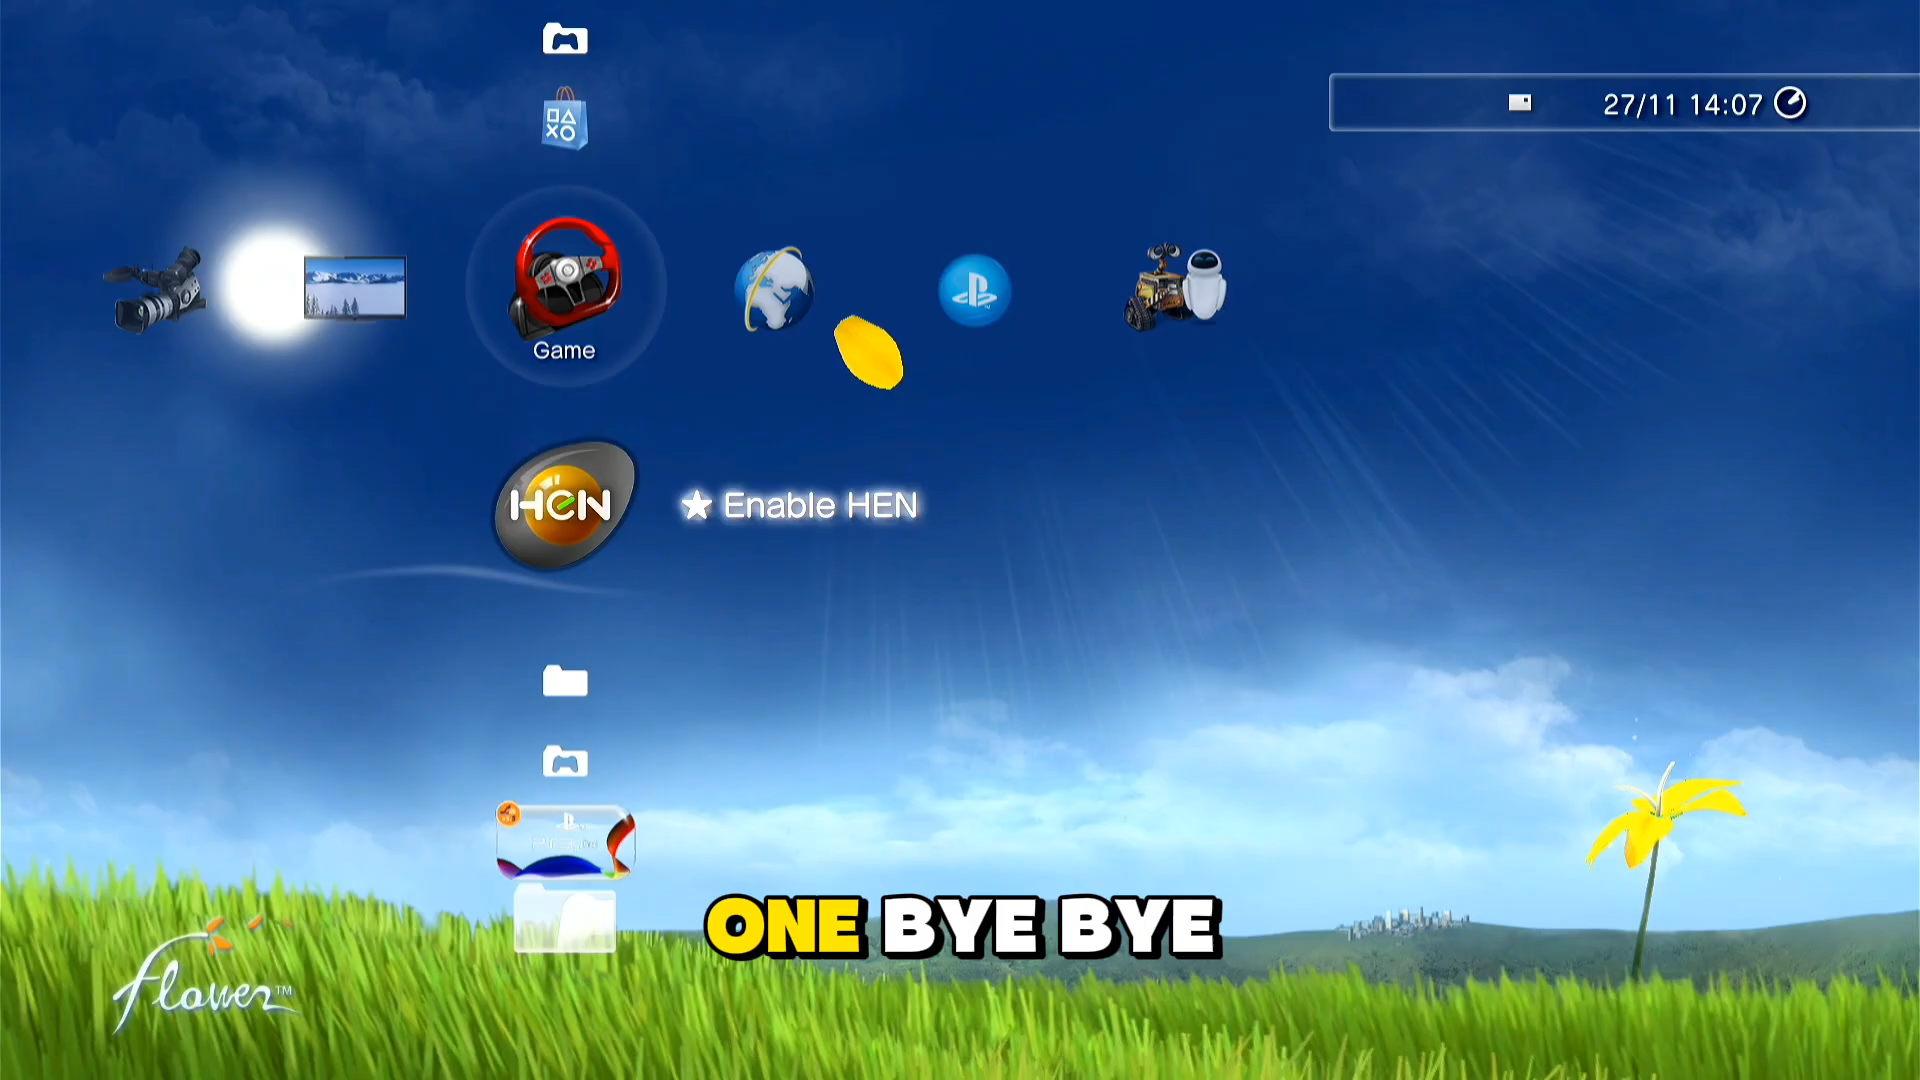 27/11 14:07
Game
HEN
★ Enable HEN
ONE BYE BYE
flower™